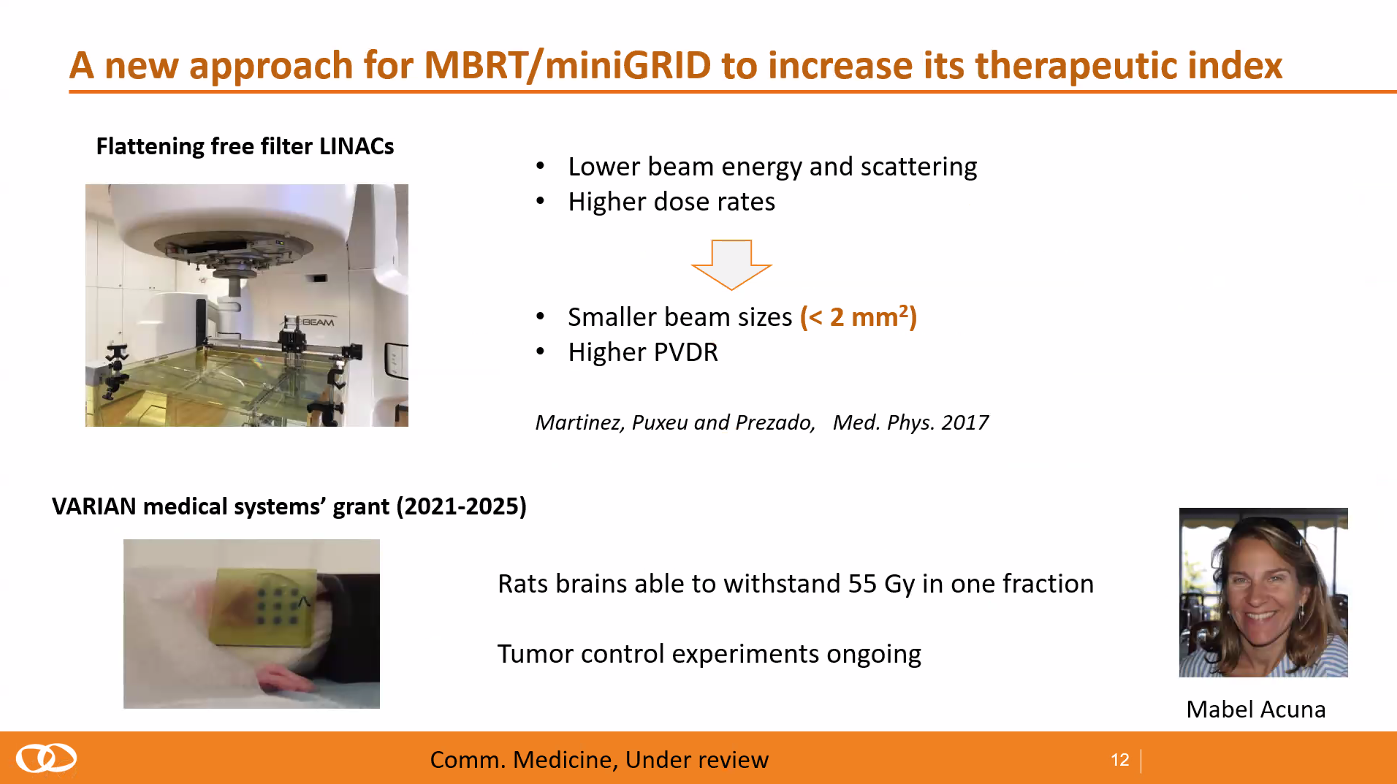 A new approach for MBRT/miniGRID to increase its therapeutic index
Flattening free filter LINACs
• Lower beam energy and scattering
• Higher dose rates
• Smaller beam sizes (< 2 mm²)
• Higher PVDR
Martinez, Puxeu and Prezado, Med. Phys. 2017
VARIAN medical systems’ grant (2021-2025)
Rats brains able to withstand 55 Gy in one fraction
Tumor control experiments ongoing
Mabel Acuna
Comm. Medicine, Under review
12